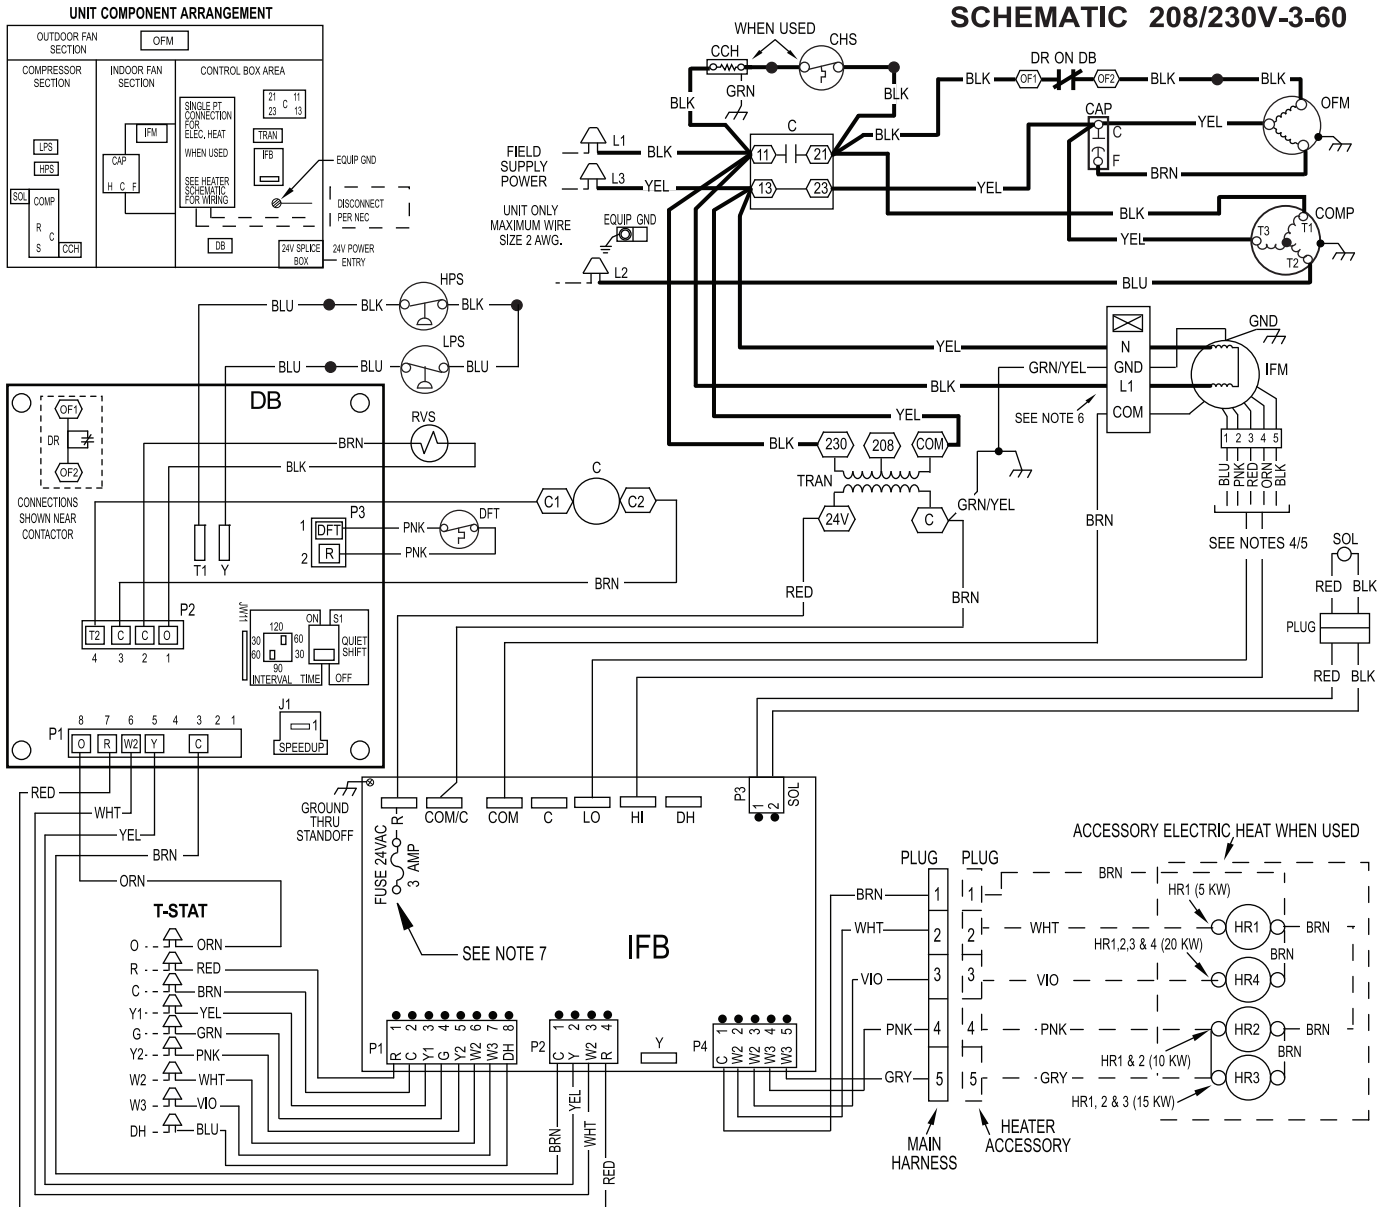 UNIT COMPONENT ARRANGEMENT
SCHEMATIC 208/230V-3-60
OUTDOOR FAN
SECTION
OFM
COMPRESSOR
SECTION
INDOOR FAN
SECTION
CONTROL BOX AREA
SINGLE PT
CONNECTION
FOR
ELEC, HEAT
WHEN USED
SEE HEATER
SCHEMATIC
FOR WIRING
21 C 11
23 13
TRAN
IFB
IFM
CAP
H C F
LPS
HPS
SOL
COMP
R
C
S
CCH
EQUIP GND
DISCONNECT
PER NEC
DB
24V SPLICE
BOX
24V POWER
ENTRY
WHEN USED
CCH
CHS
GRN
BLK
BLK
BLK
C
11
21
13
23
FIELD
SUPPLY
POWER
L1
BLK
L3
YEL
UNIT ONLY
MAXIMUM WIRE
SIZE 2 AWG.
EQUIP GND
L2
DR ON DB
BLK
OF1
OF2
BLK
BLK
OFM
CAP
C
F
YEL
BRN
YEL
BLK
YEL
COMP
T3
T1
T2
BLU
HPS
BLU
BLK
BLK
LPS
BLU
BLU
BLU
YEL
N
GND
L1
COM
GRN/YEL
BLK
GND
IFM
SEE NOTE 6
1 2 3 4 5
BLU
PNK
RED
ORN
BLK
SEE NOTES 4/5
YEL
BLK
230
208
COM
TRAN
24V
C
GRN/YEL
BRN
RED
BRN
SOL
RED BLK
PLUG
RED BLK
DB
OF1
DR
OF2
CONNECTIONS
SHOWN NEAR
CONTACTOR
RVS
BRN
BLK
C
C1
C2
BRN
P3
1 DFT
2 R
PNK
PNK
DFT
T1 Y
P2
T2 C C O
4 3 2 1
JW11
120
30
60
60
30
90
INTERVAL TIME
ON
S1
QUIET
SHIFT
OFF
J1
1
SPEEDUP
8 7 6 5 4 3 2 1
P1
O R W2 Y C
RED
WHT
YEL
BRN
ORN
GROUND
THRU
STANDOFF
R
COM/C
COM
C
LO
HI
DH
P3
1
2
SOL
FUSE 24VAC
3 AMP
SEE NOTE 7
IFB
T-STAT
O ORN
R RED
C BRN
Y1 YEL
G GRN
Y2 PNK
W2 WHT
W3 VIO
DH BLU
P1
1 2 3 4 5 6 7 8
R C Y1 G Y2 W2 W3 DH
P2
1 2 3 4
C Y W2 R
Y
P4
1 2 3 4 5
C W2 W2 W3 W3
BRN
YEL
WHT
RED
PLUG
PLUG
BRN 1 1
WHT 2 2
VIO 3 3
PNK 4 4
GRY 5 5
MAIN
HARNESS
HEATER
ACCESSORY
ACCESSORY ELECTRIC HEAT WHEN USED
BRN
HR1 (5 KW)
WHT
HR1
BRN
HR1,2,3 & 4 (20 KW)
BRN
VIO
HR4
PNK
HR2
BRN
HR1 & 2 (10 KW)
BRN
GRY
HR3
HR1, 2 & 3 (15 KW)